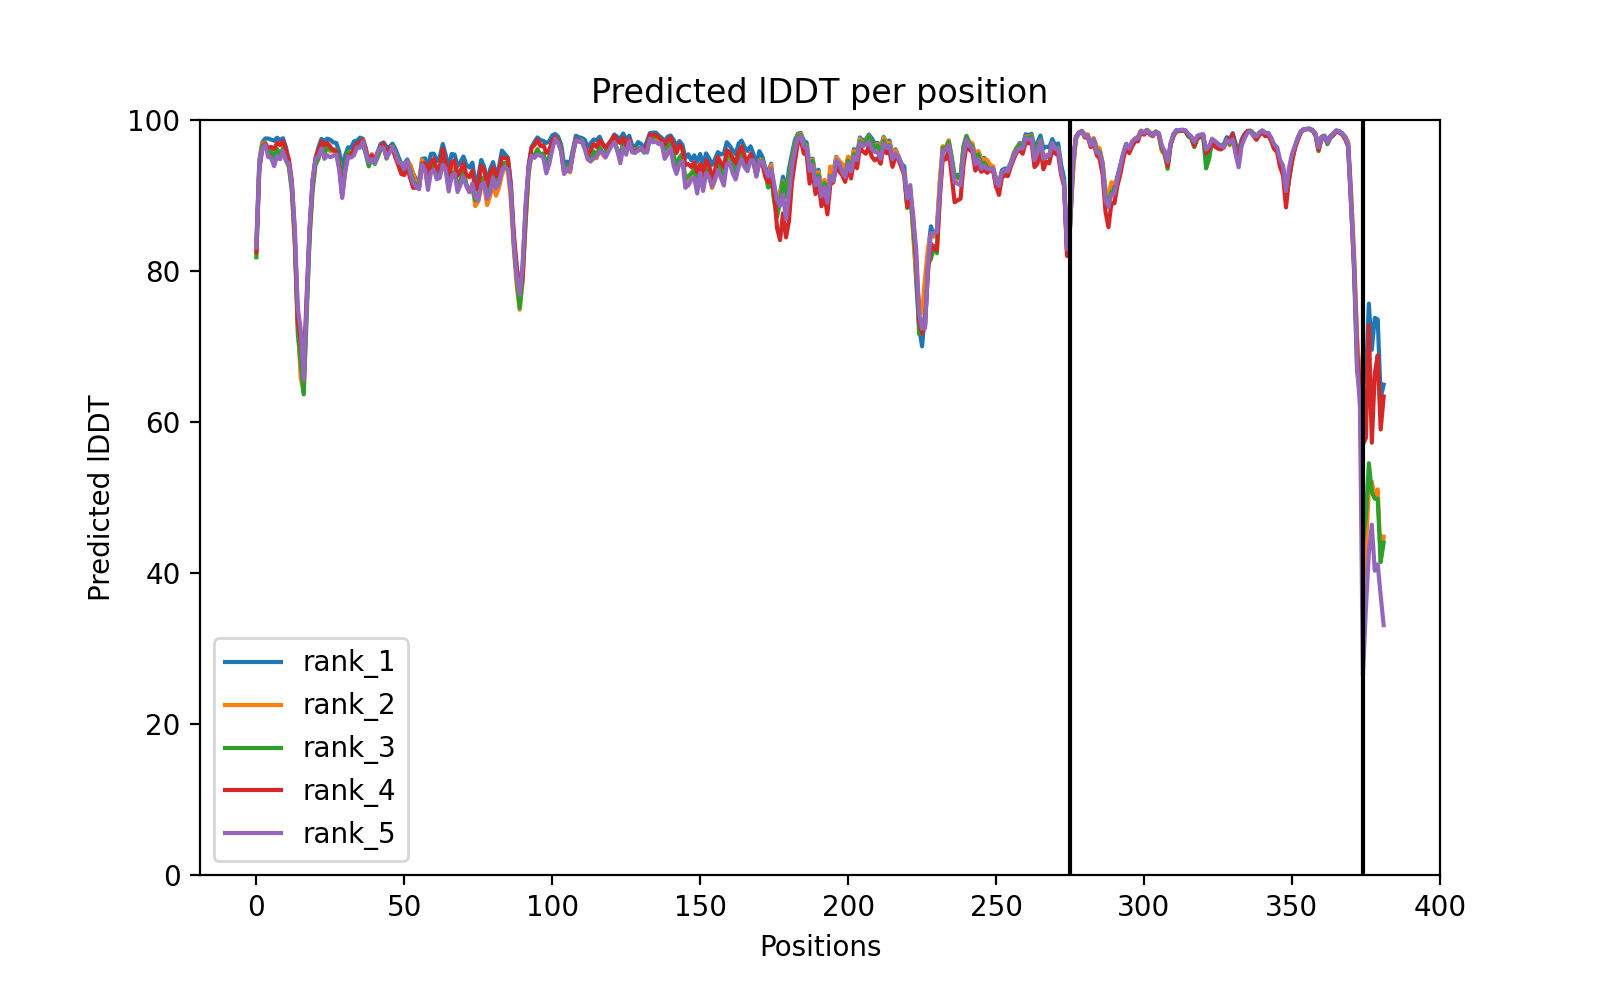 Predicted lDDT per position
100
80
60
40
20
0
Predicted lDDT
rank_1
rank_2
rank_3
rank_4
rank_5
0 50 100 150 200 250 300 350 400
Positions